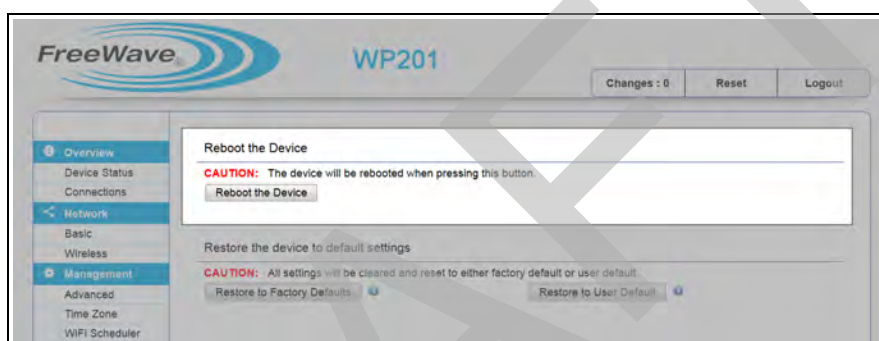 FreeWave®
WP201
Changes : 0 Reset Logout
Overview
Device Status
Connections
Network
Basic
Wireless
Management
Advanced
Time Zone
WiFi Scheduler
Reboot the Device
CAUTION: The device will be rebooted when pressing this button.
Reboot the Device
Restore the device to default settings
CAUTION: All settings will be cleared and reset to either factory default or user default.
Restore to Factory Defaults Restore to User Default